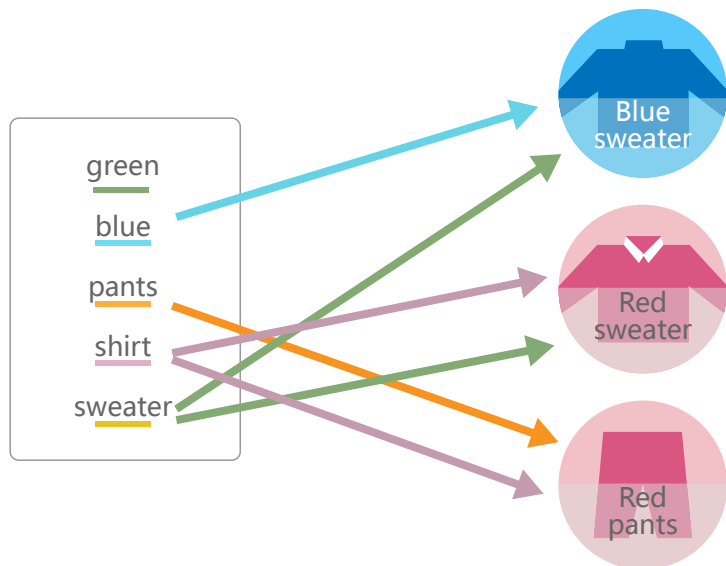 green
blue
pants
shirt
sweater
Blue
sweater
Red
sweater
Red
pants